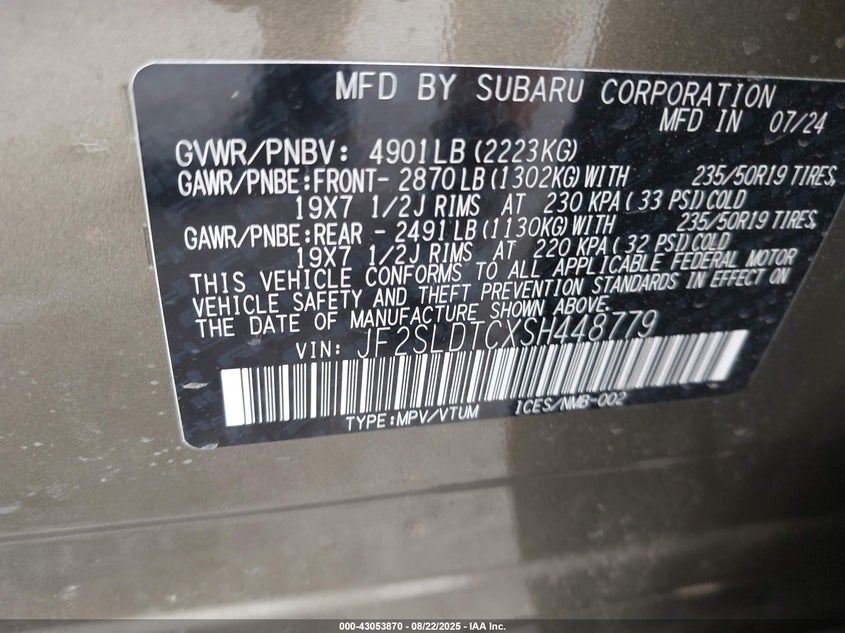 MFD BY SUBARU CORPORATION
MFD IN 07/24
GVWR/PNBV: 4901LB(2223KG)
GAWR/PNBE:FRONT- 2870LB(1302KG)WITH 235/50R19 TIRES,
19X7 1/2J RIMS AT 230 KPA( 33 PSI)COLD
GAWR/PNBE:REAR - 2491LB(1130KG)WITH 235/50R19 TIRES,
19X7 1/2J RIMS AT 220 KPA( 32 PSI)COLD
THIS VEHICLE CONFORMS TO ALL APPLICABLE FEDERAL MOTOR
VEHICLE SAFETY AND THEFT PREVENTION STANDARDS IN EFFECT ON
THE DATE OF MANUFACTURE SHOWN ABOVE.
VIN: JF2SLDTCXSH448779
TYPE:MPV/VTUM ICES/NMB-002
000-43053870 - 08/22/2025 - IAA Inc.